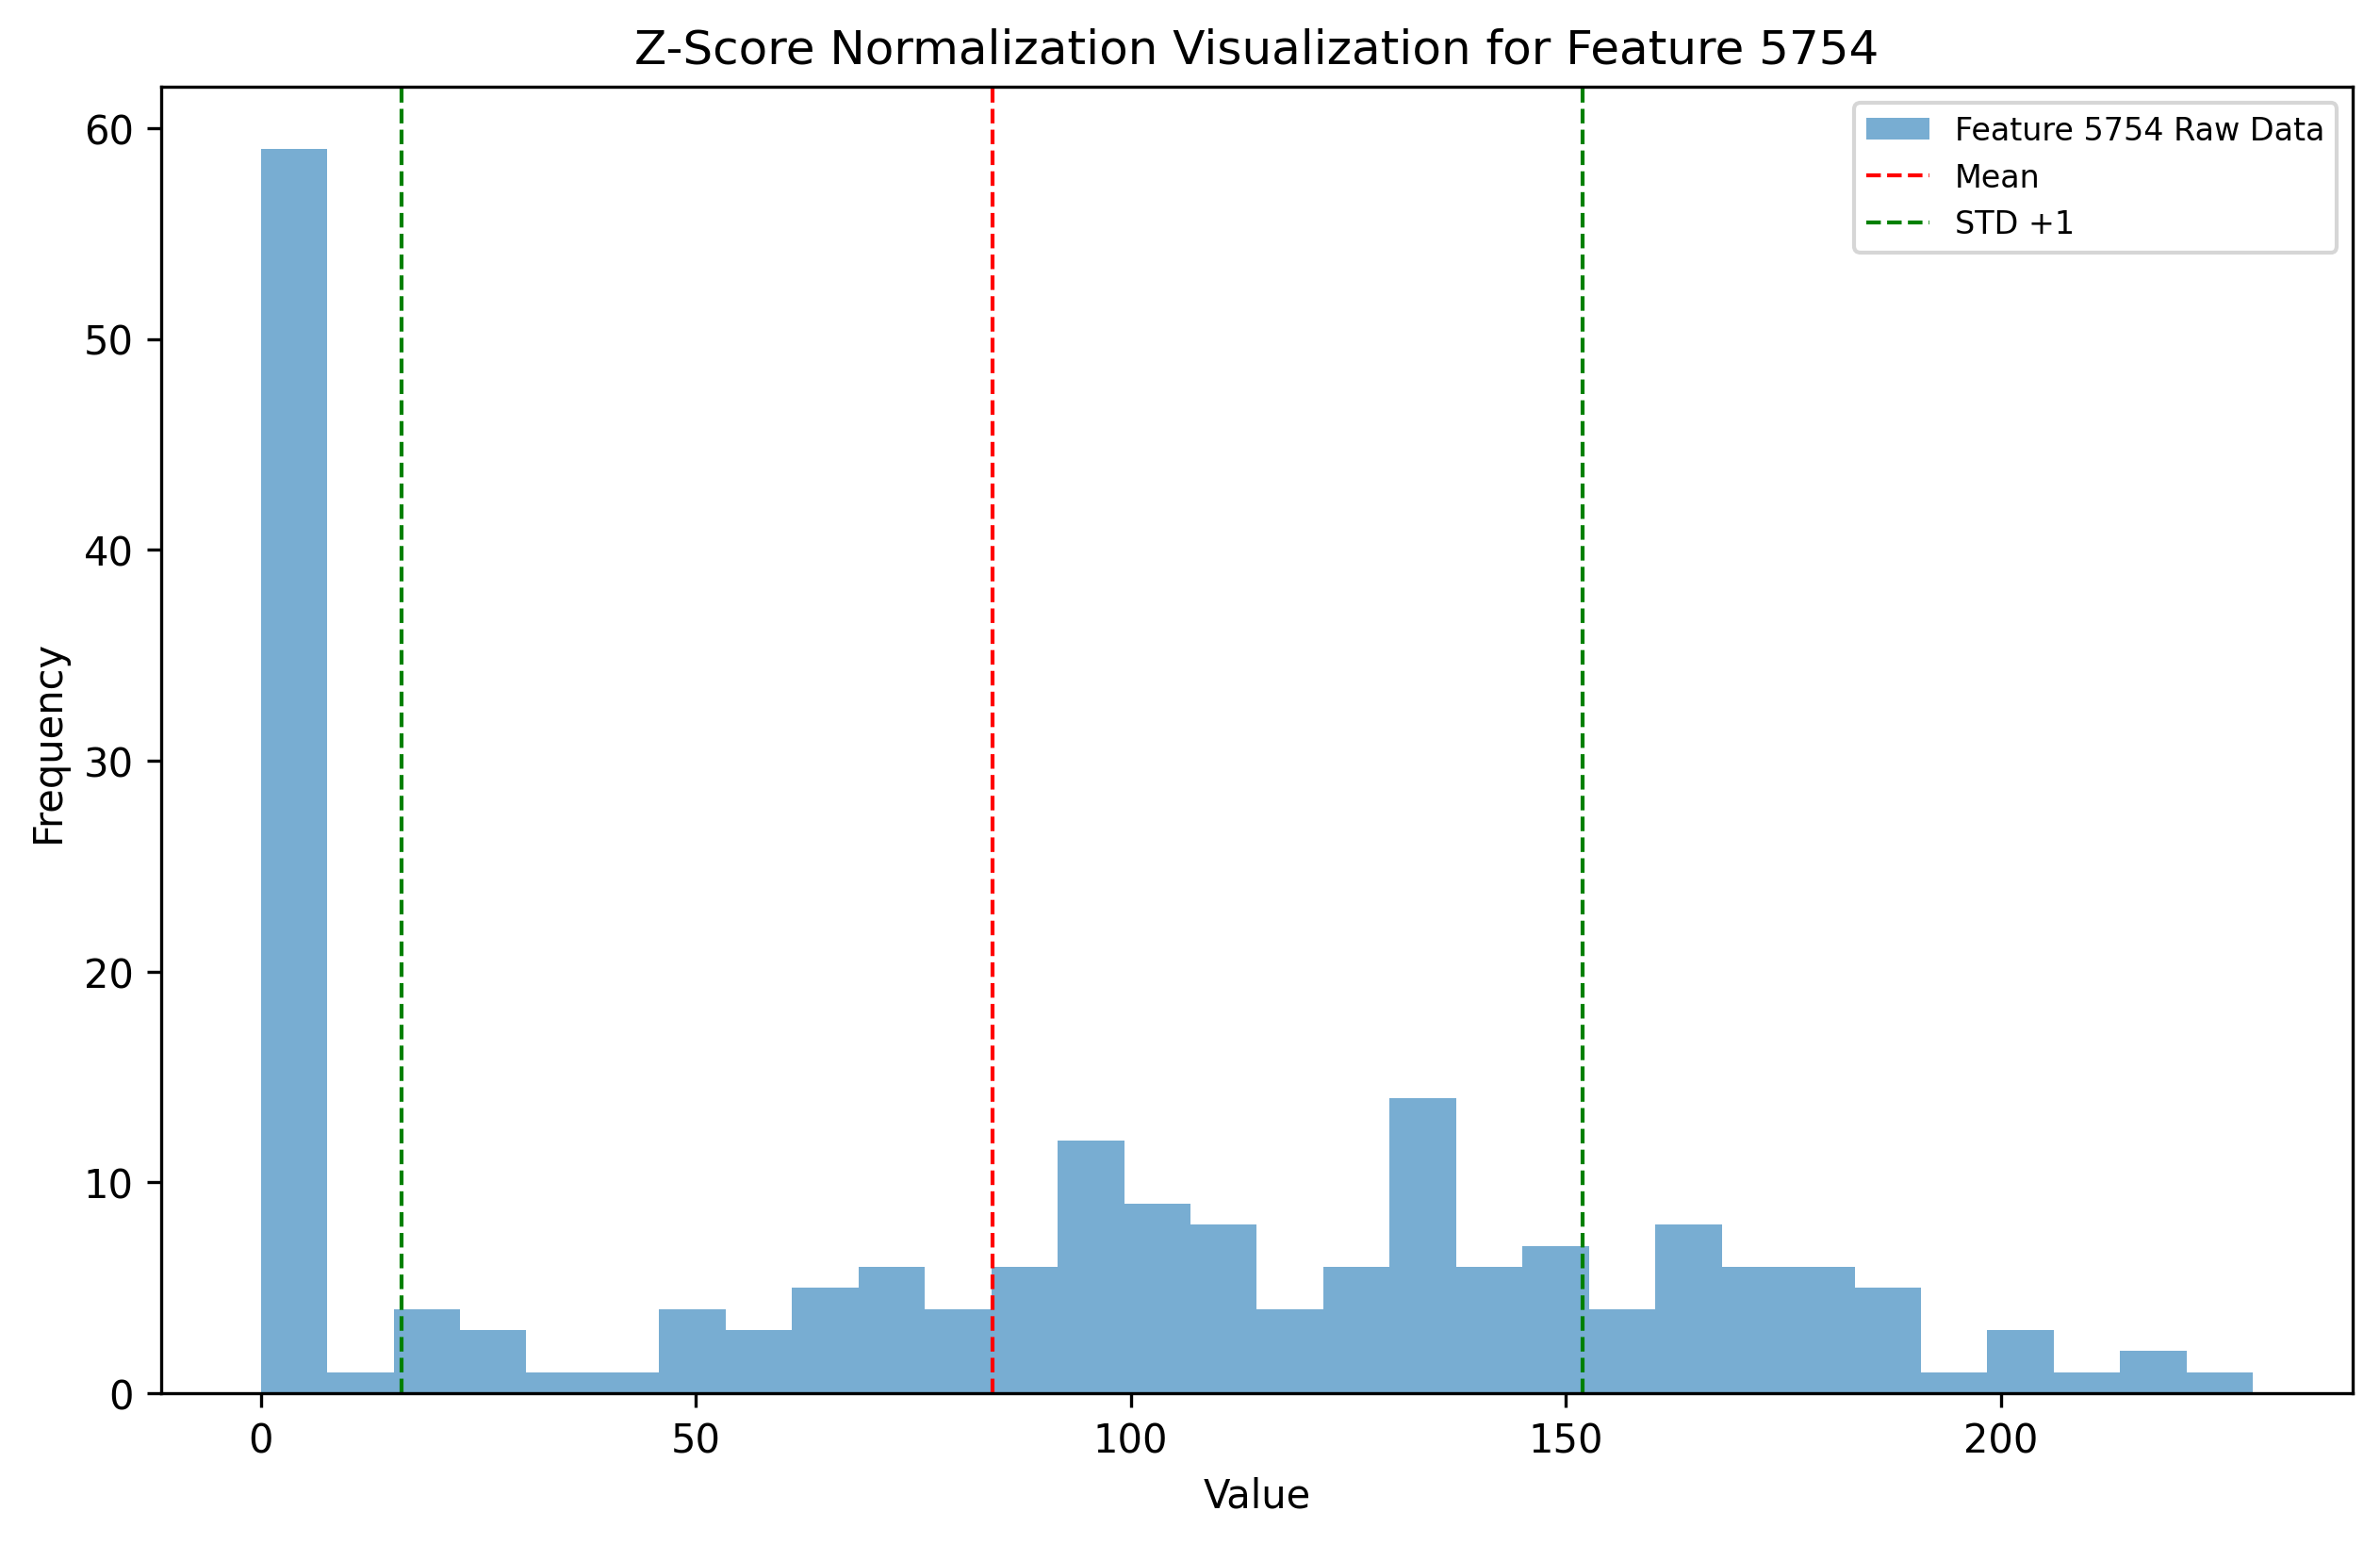 Z-Score Normalization Visualization for Feature 5754
Feature 5754 Raw Data
Mean
STD +1
60
50
40
30
20
10
0
Frequency
0 50 100 150 200
Value